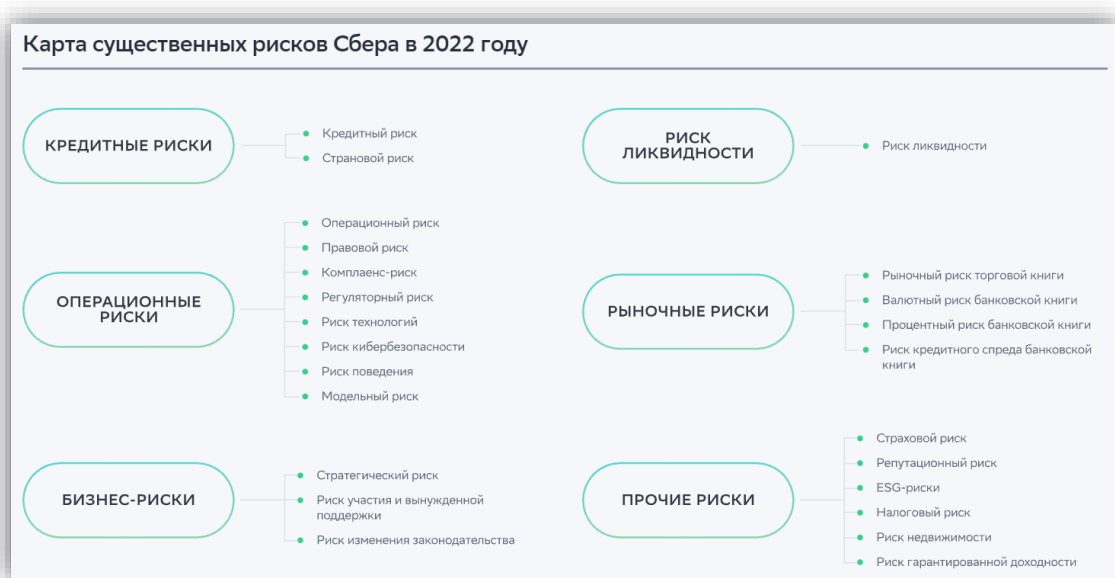 Карта существенных рисков Сбера в 2022 году
КРЕДИТНЫЕ РИСКИ
Кредитный риск
Страновой риск
РИСК
ЛИКВИДНОСТИ
Риск ликвидности
ОПЕРАЦИОННЫЕ
РИСКИ
Операционный риск
Правовой риск
Комплаенс-риск
Регуляторный риск
Риск технологий
Риск кибербезопасности
Риск поведения
Модельный риск
РЫНОЧНЫЕ РИСКИ
Рыночный риск торговой книги
Валютный риск банковской книги
Процентный риск банковской книги
Риск кредитного спреда банковской
книги
БИЗНЕС-РИСКИ
Стратегический риск
Риск участия и вынужденной
поддержки
Риск изменения законодательства
ПРОЧИЕ РИСКИ
Страховой риск
Репутационный риск
ESG-риски
Налоговый риск
Риск недвижимости
Риск гарантированной доходности